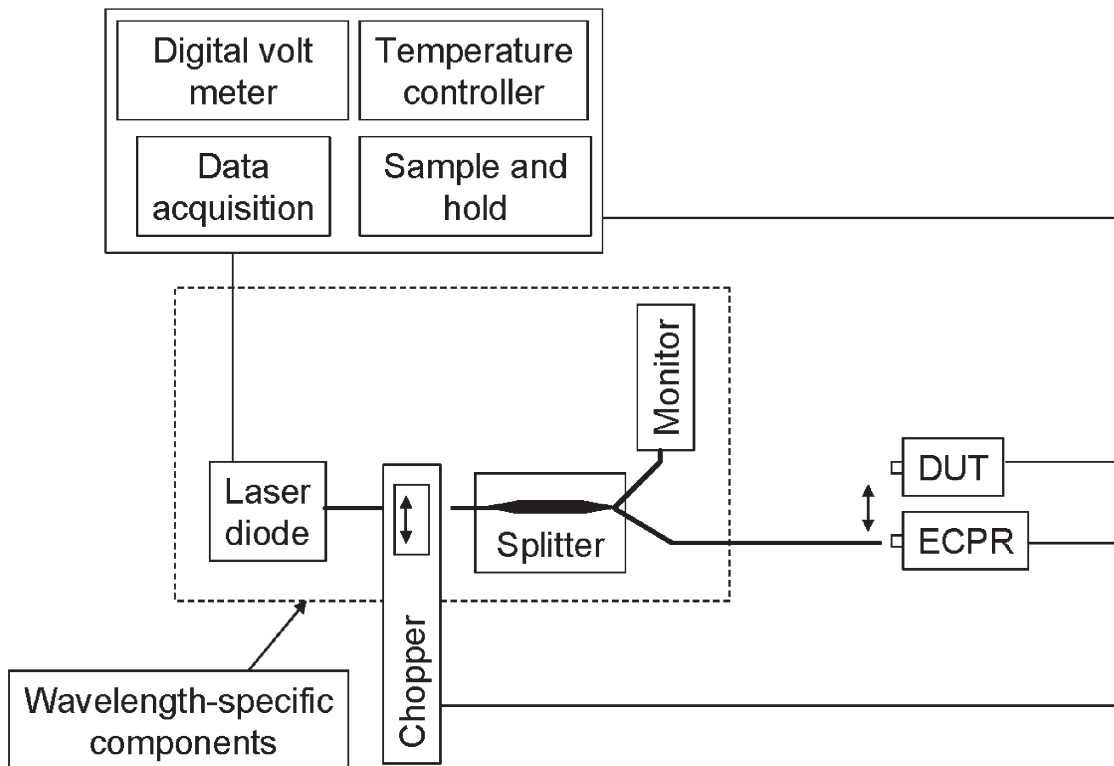 Digital volt
meter
Temperature
controller
Data
acquisition
Sample and
hold
Monitor
Laser
diode
Splitter
Chopper
DUT
ECPR
Wavelength-specific
components